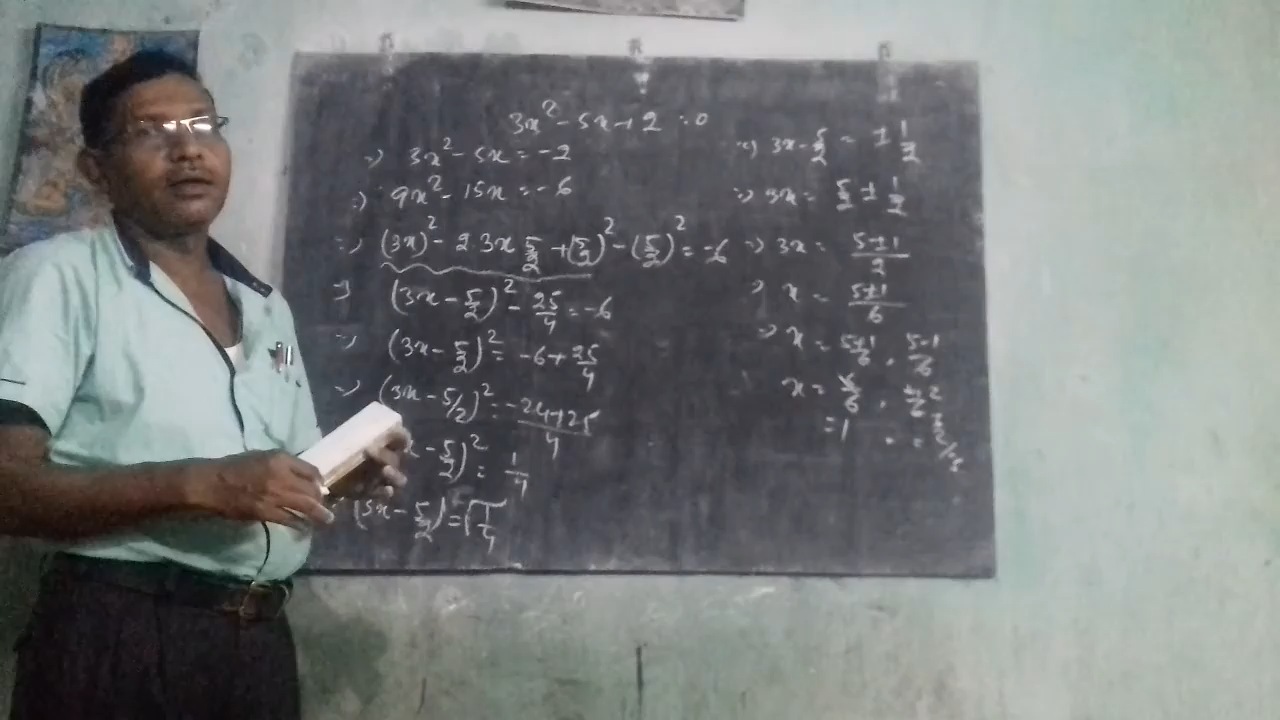 3x² - 5x + 2 = 0
=> 3x² - 5x = -2
=> 9x² - 15x = -6
=> (3x)² - 2 3x 5/2 + (5/2)² - (5/2)² = -6
=> (3x - 5/2)² - 25/4 = -6
=> (3x - 5/2)² = -6 + 25/4
=> (3x - 5/2)² = -24+25/4
- 5/2)² = 1/4
- 5/2) = √1/4
=> 3x - 5/2 = ± 1/2
=> 3x = 5/2 ± 1/2
=> 3x = 5±1/2
=> x = 5±1/6
=> x = 5+1/6 , 5-1/6
x = 6/6 , 4/6 2
= 1 , = 2/3